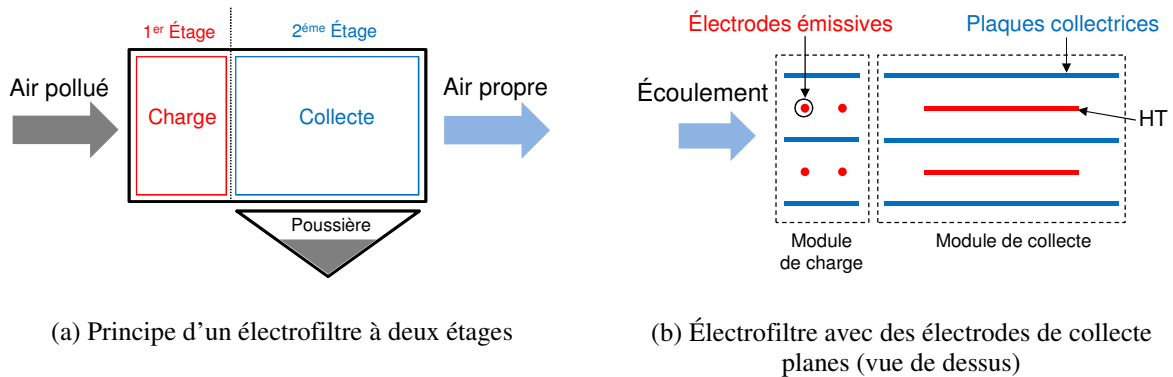 1er Étage
2éme Étage
Air pollué
Charge
Collecte
Air propre
Poussière
(a) Principe d'un électrofiltre à deux étages
Électrodes émissives
Plaques collectrices
Écoulement
HT
Module
de charge
Module de collecte
(b) Électrofiltre avec des électrodes de collecte
planes (vue de dessus)